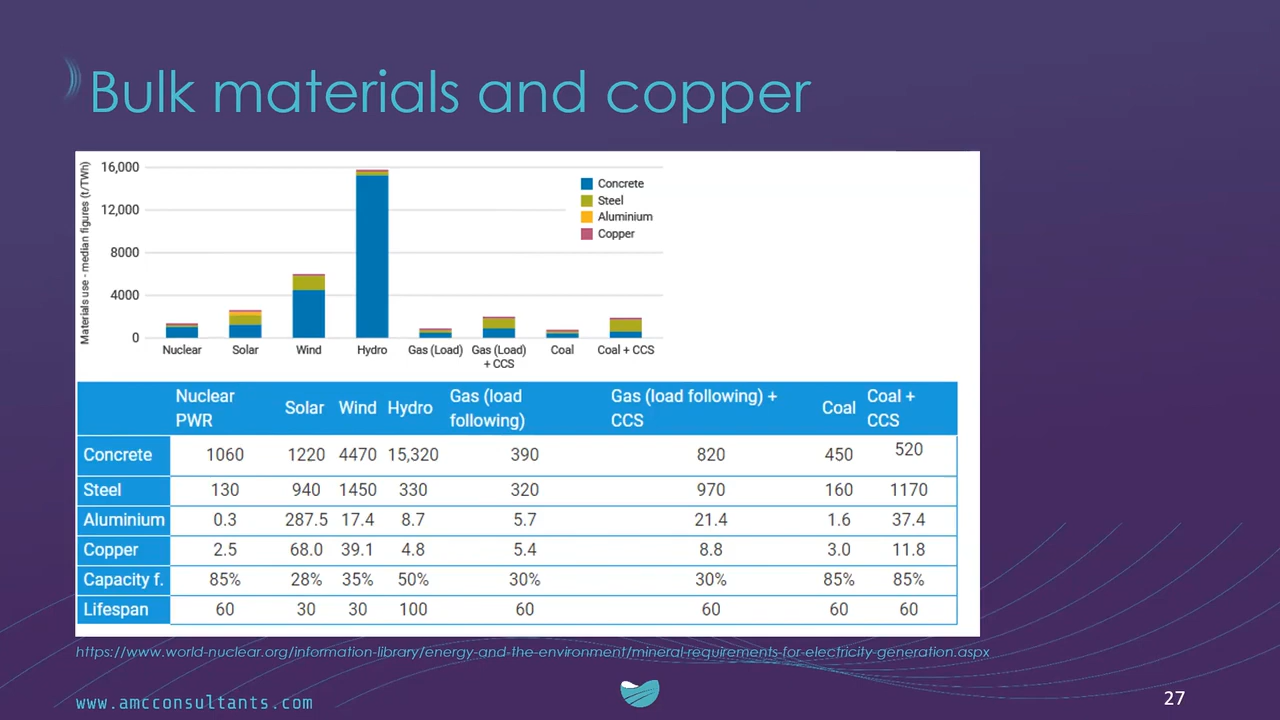 Bulk materials and copper
Materials use - median figures (t/TWh)
16,000
12,000
8000
4000
0
Concrete
Steel
Aluminium
Copper
Nuclear Solar Wind Hydro Gas (Load) Gas (Load) Coal Coal + CCS
+ CCS
Nuclear PWR Solar Wind Hydro Gas (load following) Gas (load following) + CCS Coal Coal + CCS
Concrete 1060 1220 4470 15,320 390 820 450 520
Steel 130 940 1450 330 320 970 160 1170
Aluminium 0.3 287.5 17.4 8.7 5.7 21.4 1.6 37.4
Copper 2.5 68.0 39.1 4.8 5.4 8.8 3.0 11.8
Capacity f. 85% 28% 35% 50% 30% 30% 85% 85%
Lifespan 60 30 30 100 60 60 60 60
https://www.world-nuclear.org/information-library/energy-and-the-environment/mineral-requirements-for-electricity-generation.aspx
www.amcconsultants.com
27